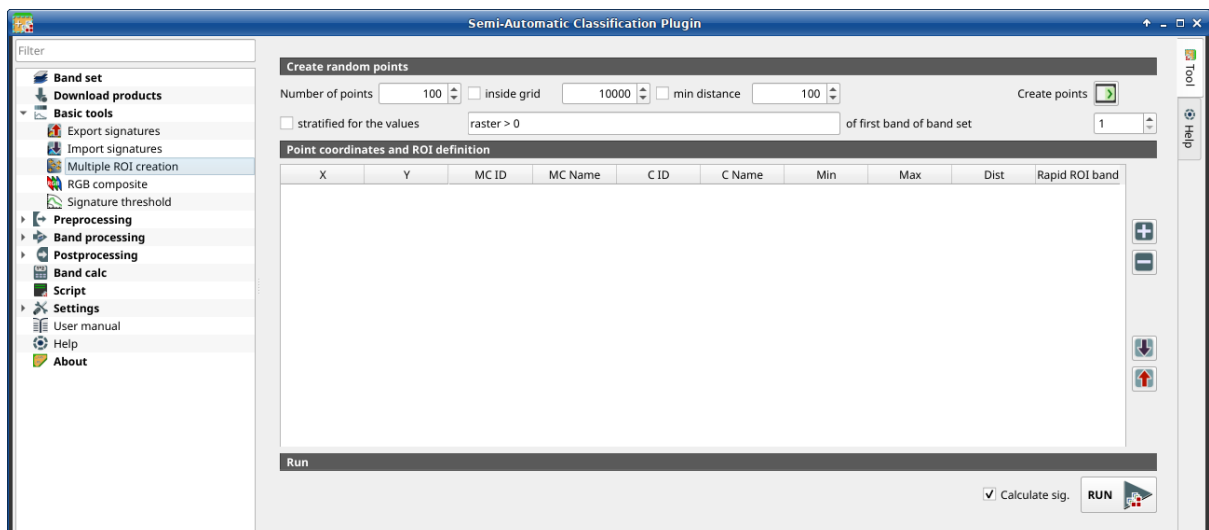 Semi-Automatic Classification Plugin
Filter
Band set
Download products
Basic tools
Export signatures
Import signatures
Multiple ROI creation
RGB composite
Signature threshold
Preprocessing
Band processing
Postprocessing
Band calc
Script
Settings
User manual
Help
About
Create random points
Number of points 100 inside grid 10000 min distance 100 Create points
stratified for the values raster > 0 of first band of band set 1
Point coordinates and ROI definition
X Y MC ID MC Name C ID C Name Min Max Dist Rapid ROI band
Run
Calculate sig. RUN
Tool
Help